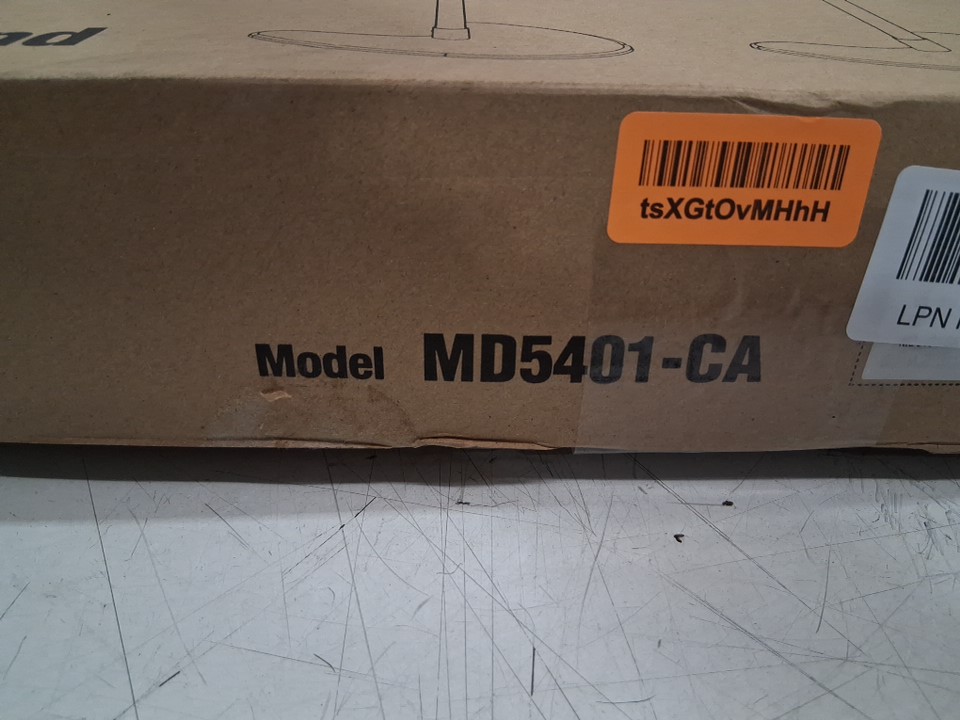 tsXGtOvMHhH
LPN
Model MD5401-CA